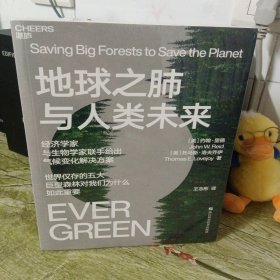 CHEERS
湛庐
Saving Big Forests to Save the Planet
地球之肺
与人类未来
经济学家
与生物学家联手给出
气候变化解决方案
[美] 约翰·里德
John W. Reid
[美] 托马斯·洛夫乔伊
Thomas E. Lovejoy 著
王志彤 译
世界仅存的五大
巨型森林对我们为什么
如此重要
EVER
GREEN